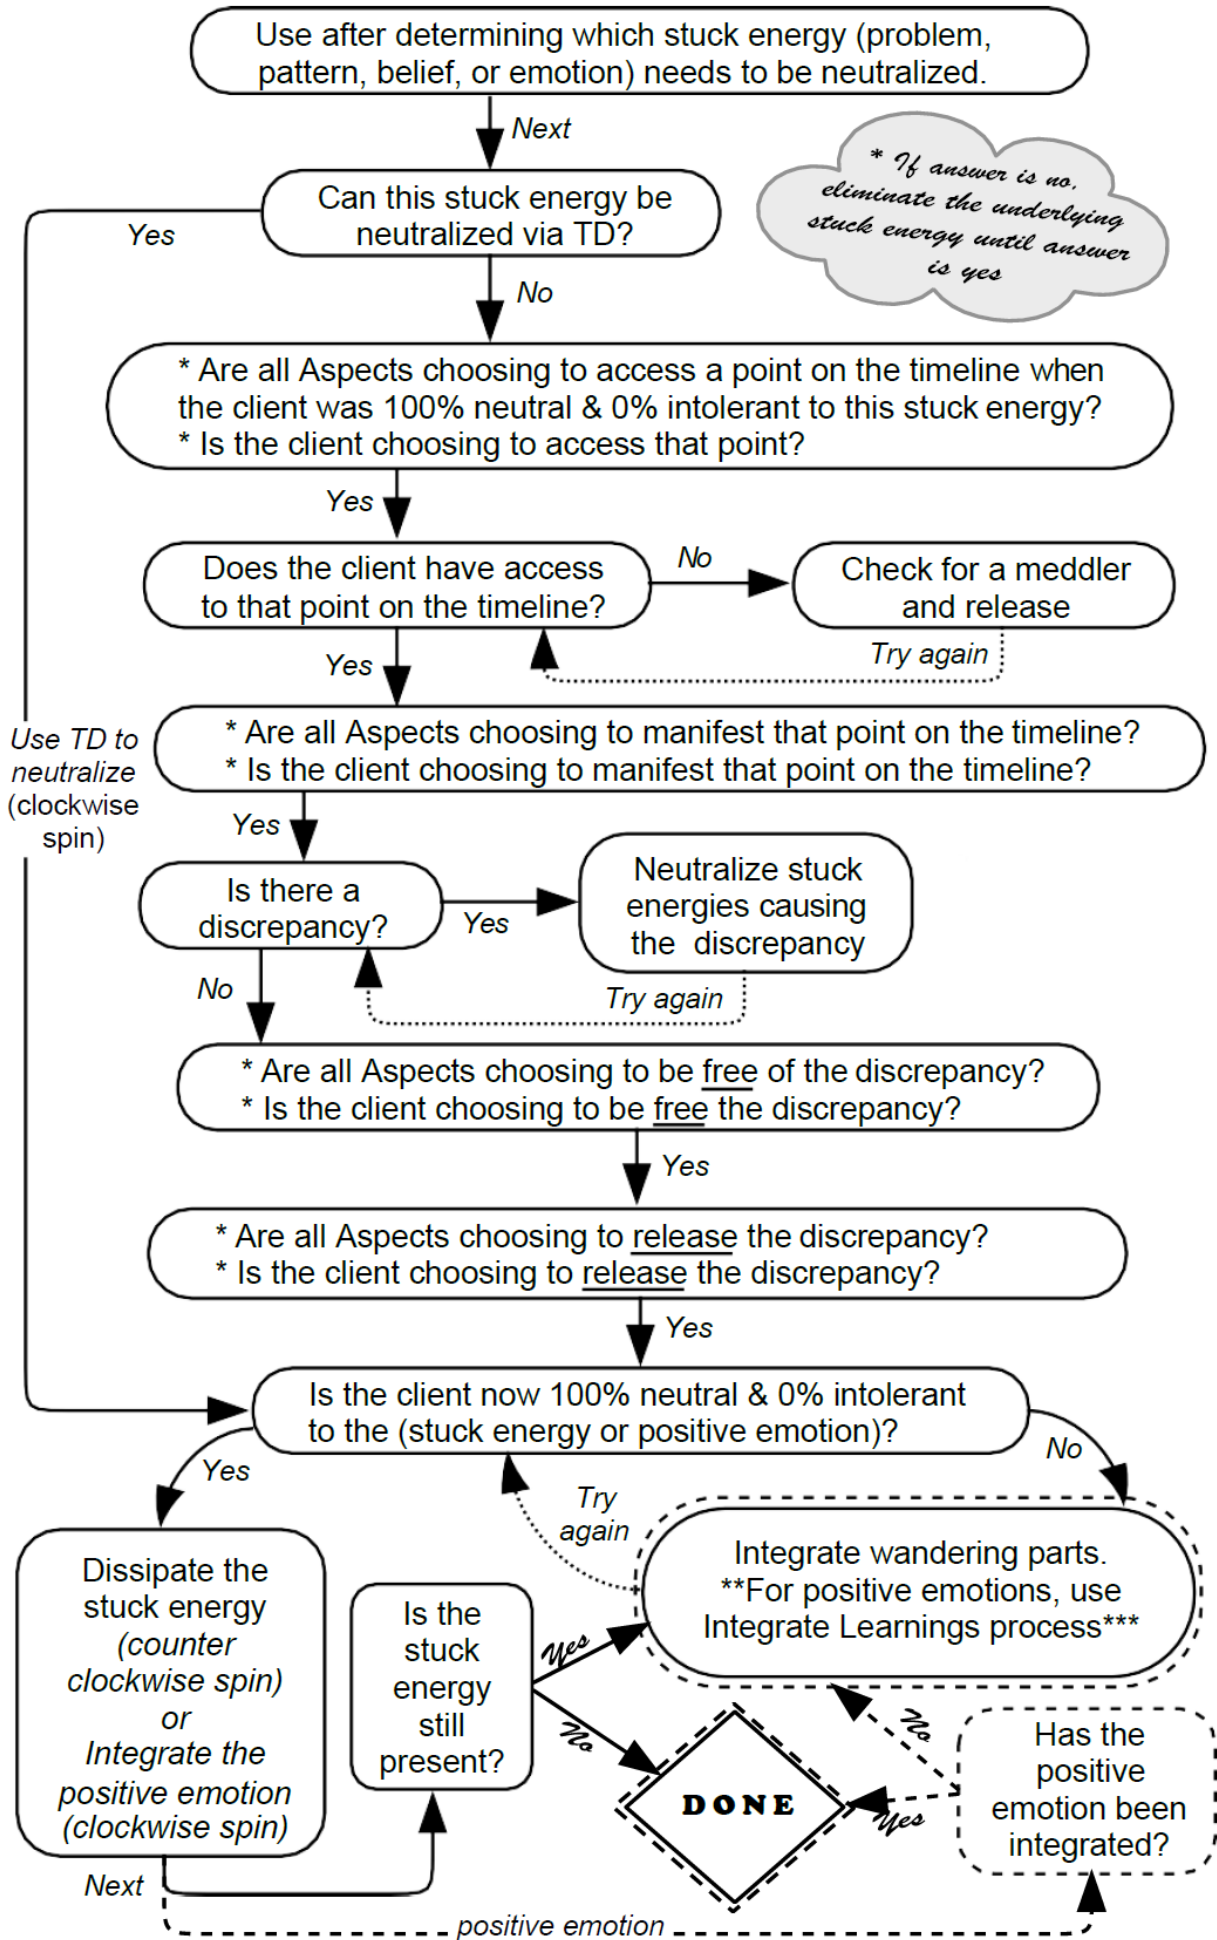 Use after determining which stuck energy (problem,
pattern, belief, or emotion) needs to be neutralized.
Next
* If answer is no,
eliminate the underlying
stuck energy until answer
is yes
Can this stuck energy be
neutralized via TD?
Yes
No
* Are all Aspects choosing to access a point on the timeline when
the client was 100% neutral & 0% intolerant to this stuck energy?
* Is the client choosing to access that point?
Yes
Does the client have access
to that point on the timeline?
No
Check for a meddler
and release
Try again
Yes
Use TD to
neutralize
(clockwise
spin)
* Are all Aspects choosing to manifest that point on the timeline?
* Is the client choosing to manifest that point on the timeline?
Yes
Is there a
discrepancy?
Yes
Neutralize stuck
energies causing
the discrepancy
Try again
No
* Are all Aspects choosing to be free of the discrepancy?
* Is the client choosing to be free the discrepancy?
Yes
* Are all Aspects choosing to release the discrepancy?
* Is the client choosing to release the discrepancy?
Yes
Is the client now 100% neutral & 0% intolerant
to the (stuck energy or positive emotion)?
Yes
No
Try
again
Dissipate the
stuck energy
(counter
clockwise spin)
or
Integrate the
positive emotion
(clockwise spin)
Next
Is the
stuck
energy
still
present?
Yes
No
Integrate wandering parts.
**For positive emotions, use
Integrate Learnings process***
DONE
No
Yes
Has the
positive
emotion been
integrated?
positive emotion